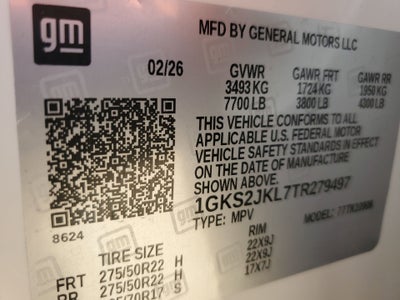 gm
MFD BY GENERAL MOTORS LLC
02/26 GVWR GAWR FRT GAWR RR
3493 KG 1724 KG 1950 KG
7700 LB 3800 LB 4300 LB
THIS VEHICLE CONFORMS TO ALL
APPLICABLE U.S. FEDERAL MOTOR
VEHICLE SAFETY STANDARDS IN EFFECT
ON THE DATE OF MANUFACTURE
SHOWN ABOVE.
1GKS2JKL7TR279497
TYPE: MPV MODEL:
8624
TIRE SIZE RIM
FRT 275/50R22 H 22X9J
RR 275/50R22 H 22X9J
70R17 S 17X7J